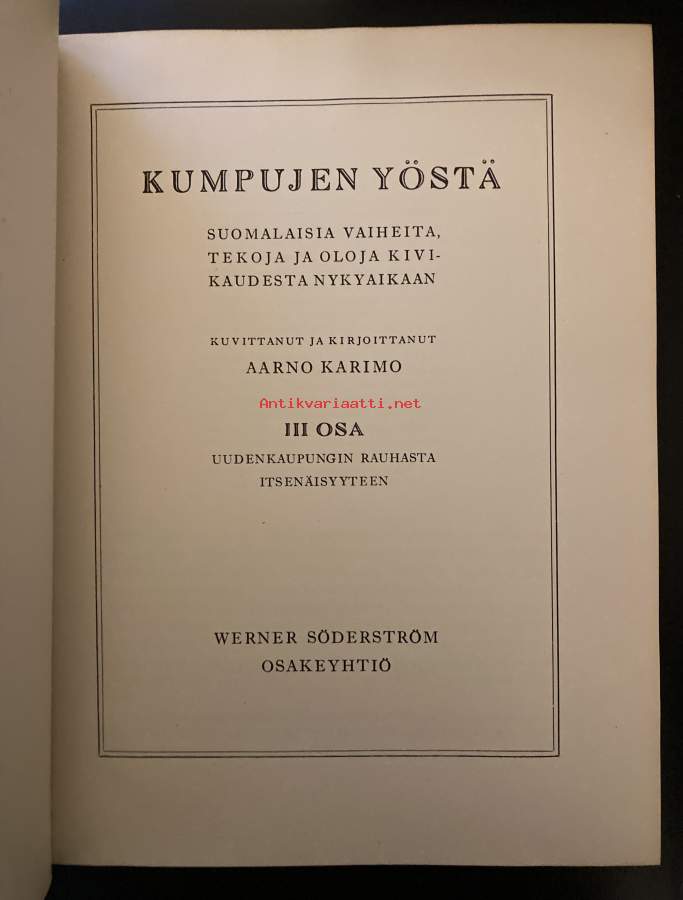 KUMPUJEN YÖSTÄ
SUOMALAISIA VAIHEITA,
TEKOJA JA OLOJA KIVI-
KAUDESTA NYKYAIKAAN
KUVITTANUT JA KIRJOITTANUT
AARNO KARIMO
Antikvariaatti.net
III OSA
UUDENKAUPUNGIN RAUHASTA
ITSENÄISYYTEEN
WERNER SÖDERSTRÖM
OSAKEYHTIÖ